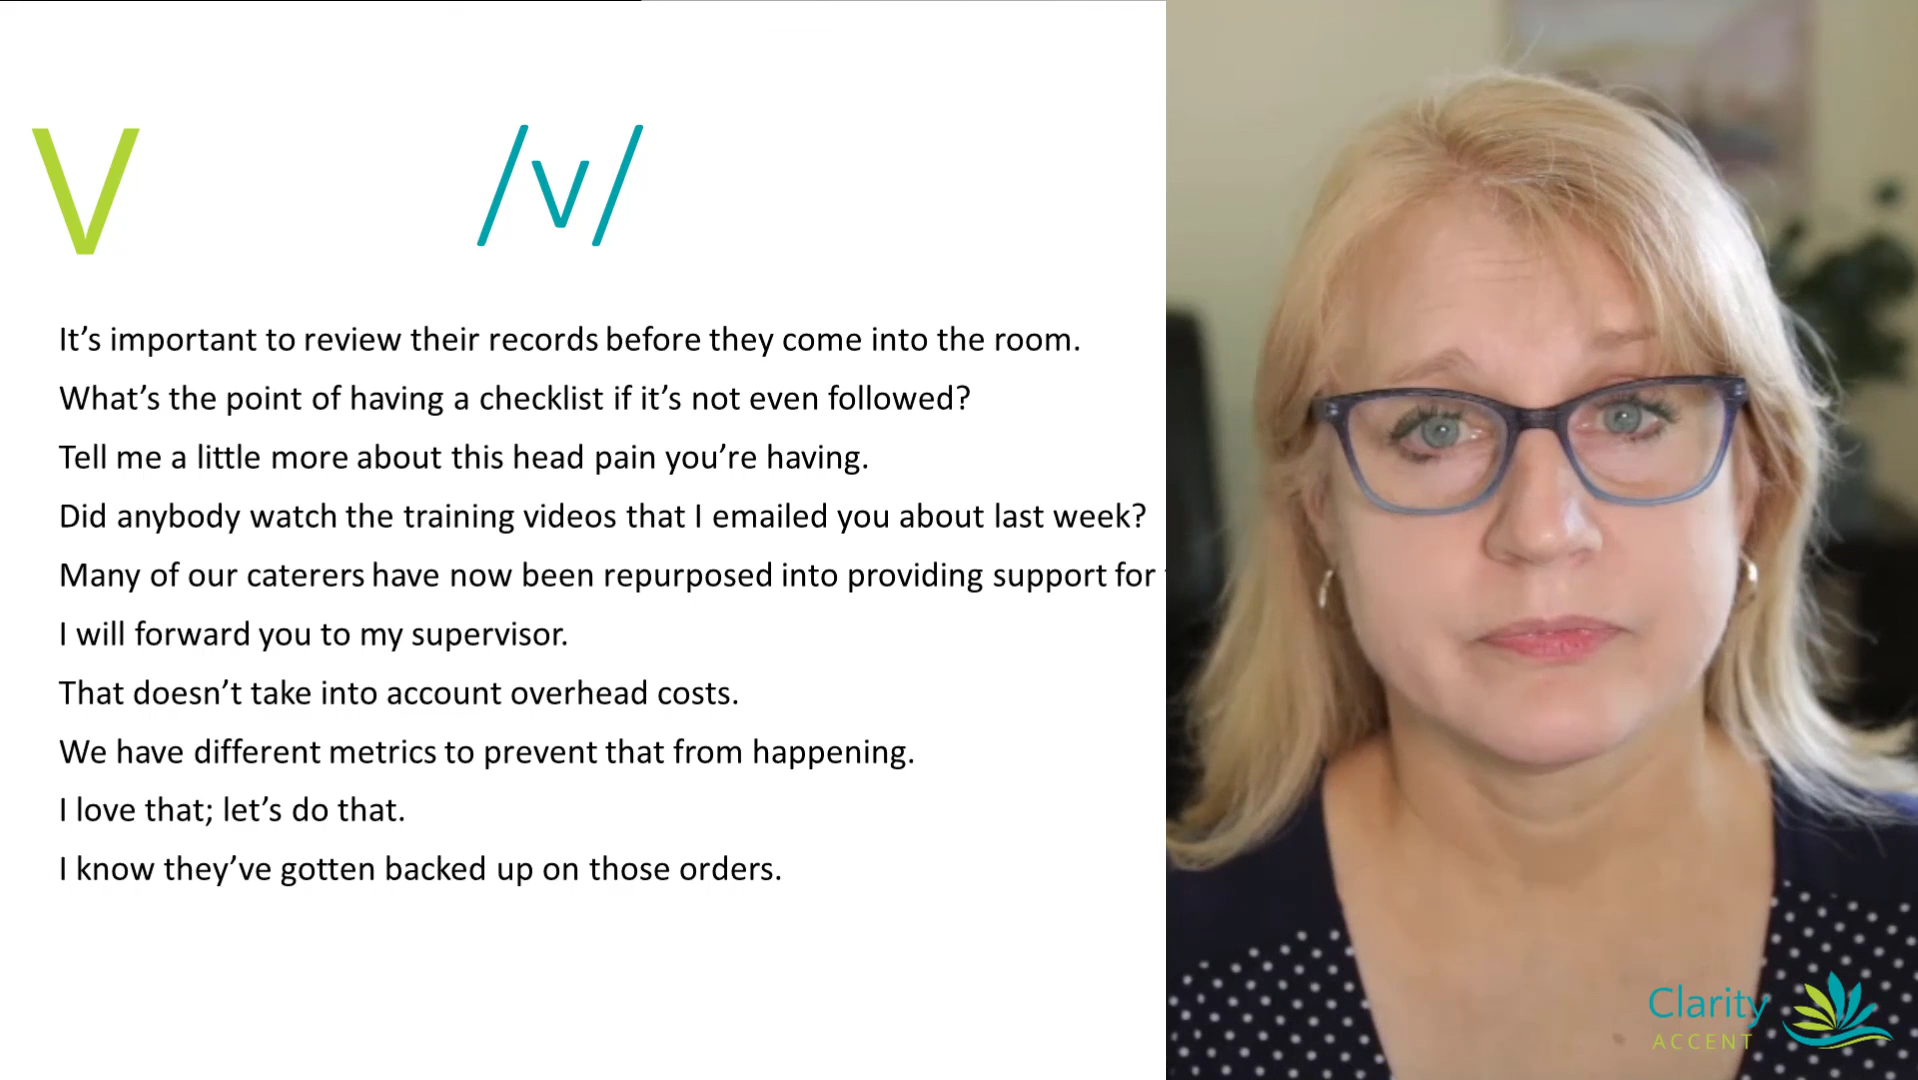 V /v/
It's important to review their records before they come into the room.
What's the point of having a checklist if it's not even followed?
Tell me a little more about this head pain you're having.
Did anybody watch the training videos that I emailed you about last week?
Many of our caterers have now been repurposed into providing support for
I will forward you to my supervisor.
That doesn't take into account overhead costs.
We have different metrics to prevent that from happening.
I love that; let's do that.
I know they've gotten backed up on those orders.
Clarity
ACCENT